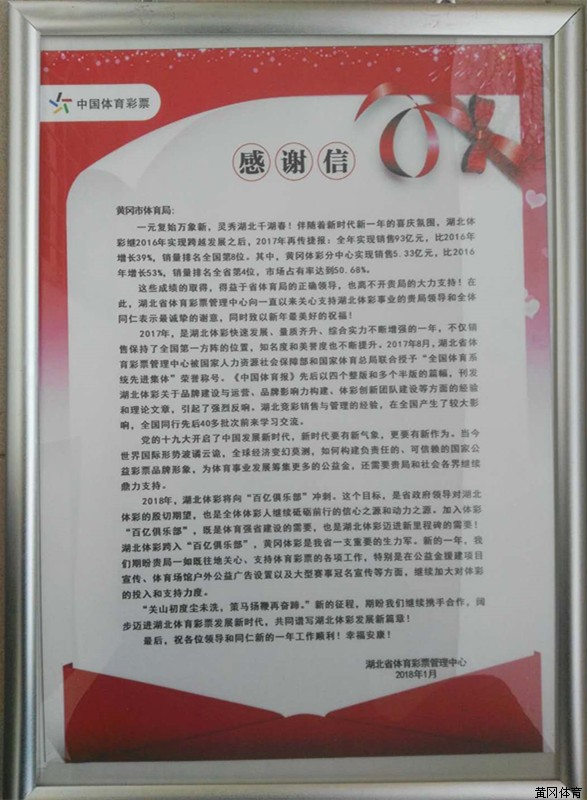 中国体育彩票
感谢信
黄冈市体育局：
一元复始万象新，灵秀湖北千湖春！伴随着新时代新一年的喜庆氛围，湖北体
彩继2016年实现跨越发展之后，2017年再传捷报：全年实现销售93亿元，比2016年
增长39%，销量排名全国第8位。其中，黄冈体彩分中心实现销售5.33亿元，比2016
年增长53%，销量排名全省第4位，市场占有率达到50.68%。
这些成绩的取得，得益于省体育局的正确领导，也离不开贵局的大力支持！在
此，湖北省体育彩票管理中心向一直以来关心支持湖北体彩事业的贵局领导和全体
同仁表示最诚挚的谢意，同时致以新年最美好的祝福！
2017年，是湖北体彩快速发展、量质齐升、综合实力不断增强的一年，不仅销
售保持了全国第一方阵的位置，知名度和美誉度也不断提升。2017年8月，湖北省体
育彩票管理中心被国家人力资源社会保障部和国家体育总局联合授予“全国体育系
统先进集体”荣誉称号。《中国体育报》先后以四个整版和多个半版的篇幅，刊发
湖北体彩关于品牌建设与运营、品牌影响力构建、体彩创新团队建设等方面的经验
和理论文章，引起了强烈反响。湖北竞彩销售与管理的经验，在全国产生了较大影
响，全国同行先后40多批次前来学习交流。
党的十九大开启了中国发展新时代，新时代要有新气象，更要有新作为。当今
世界国际形势波谲云诡，全球经济变幻莫测，如何构建负责任的、可信赖的国家公
益彩票品牌形象，为体育事业发展筹集更多的公益金，还需要贵局和社会各界继续
鼎力支持。
2018年，湖北体彩将向“百亿俱乐部”冲刺。这个目标，是省政府领导对湖北
体彩的殷切期望，也是全体体彩人继续砥砺前行的信心之源和动力之源。加入体彩
“百亿俱乐部”，既是体育强省建设的需要，也是湖北体彩迈进新里程碑的需要！
湖北体彩跨入“百亿俱乐部”，黄冈体彩是我省一支重要的生力军。新的一年，我
们期盼贵局一如既往地关心、支持体育彩票的各项工作，特别是在公益金援建项目
宣传、体育场馆户外公益广告设置以及大型赛事冠名宣传等方面，继续加大对体彩
的投入和支持力度。
“关山初度尘未洗，策马扬鞭再奋蹄。”新的征程，期盼我们继续携手合作，阔
步迈进湖北体育彩票发展新时代，共同谱写湖北体彩发展新篇章！
最后，祝各位领导和同仁新的一年工作顺利！幸福安康！
湖北省体育彩票管理中心
2018年1月
黄冈体育